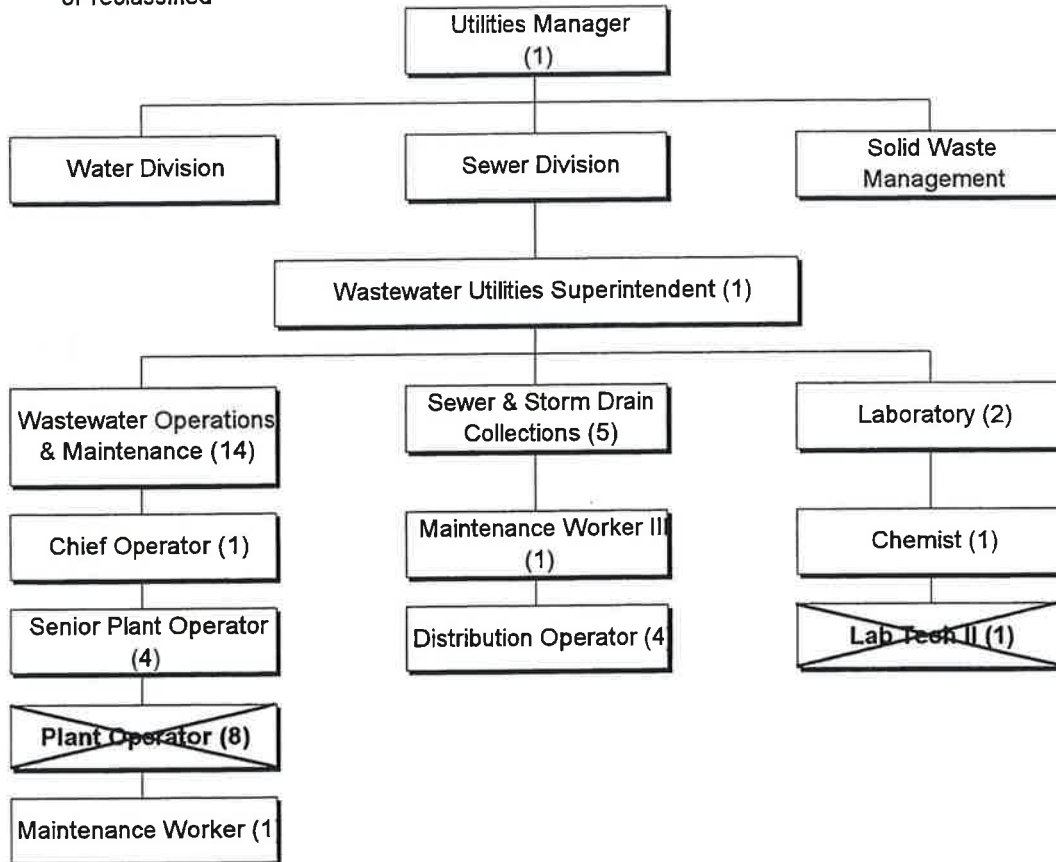 or reclassified
Utilities Manager
(1)
Water Division
Sewer Division
Solid Waste
Management
Wastewater Utilities Superintendent (1)
Wastewater Operations
& Maintenance (14)
Sewer & Storm Drain
Collections (5)
Laboratory (2)
Chief Operator (1)
Maintenance Worker III
(1)
Chemist (1)
Senior Plant Operator
(4)
Distribution Operator (4
Lab Tech II (1)
Plant Operator (8)
Maintenance Worker (1